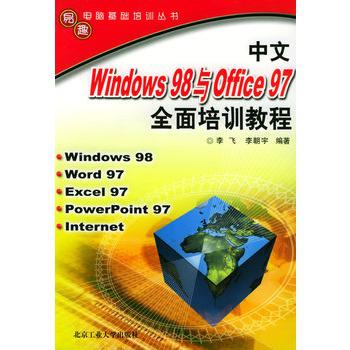 易趣 电脑基础培训丛书
中文
Windows 98与Office 97
全面培训教程
◎李飞 李朝宇 编著
Windows 98
Word 97
Excel 97
PowerPoint 97
Internet
北京工业大学出版社